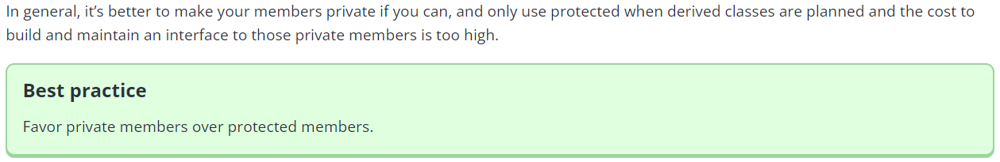 In general, it’s better to make your members private if you can, and only use protected when derived classes are planned and the cost to
build and maintain an interface to those private members is too high.
Best practice
Favor private members over protected members.